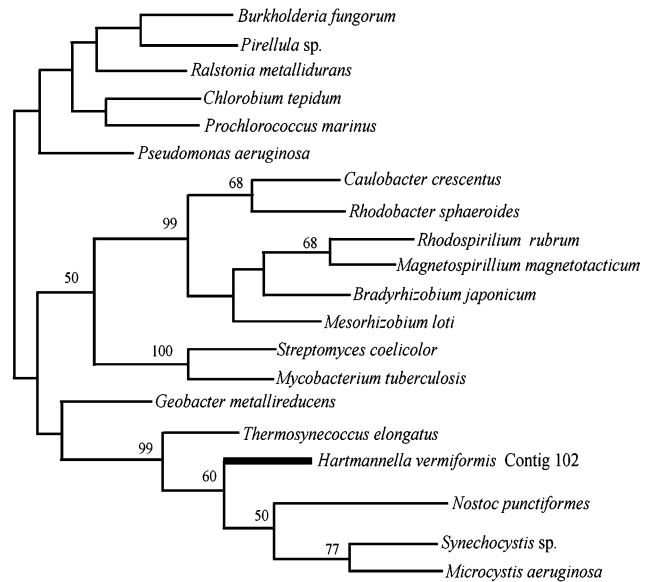 Burkholderia fungorum
Pirellula sp.
Ralstonia metallidurans
Chlorobium tepidum
Prochlorococcus marinus
Pseudomonas aeruginosa
68
Caulobacter crescentus
Rhodobacter sphaeroides
99
68
Rhodospirilium rubrum
Magnetospirillium magnetotacticum
50
Bradyrhizobium japonicum
Mesorhizobium loti
100
Streptomyces coelicolor
Mycobacterium tuberculosis
Geobacter metallireducens
99
Thermosynecoccus elongatus
60
Hartmannella vermiformis Contig 102
50
Nostoc punctiformes
77
Synechocystis sp.
Microcystis aeruginosa